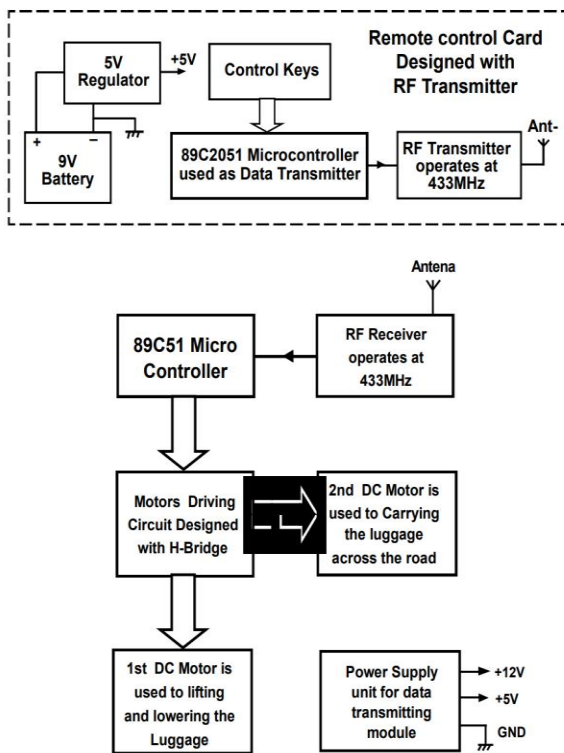 Remote control Card
Designed with
RF Transmitter
5V
Regulator
+5V
Control Keys
+
–
9V
Battery
89C2051 Microcontroller
used as Data Transmitter
RF Transmitter
operates at
433MHz
Ant-
Antena
89C51 Micro
Controller
RF Receiver
operates at
433MHz
Motors Driving
Circuit Designed
with H-Bridge
2nd DC Motor is
used to Carrying
the luggage
across the road
1st DC Motor is
used to lifting
and lowering the
Luggage
Power Supply
unit for data
transmitting
module
+12V
+5V
GND